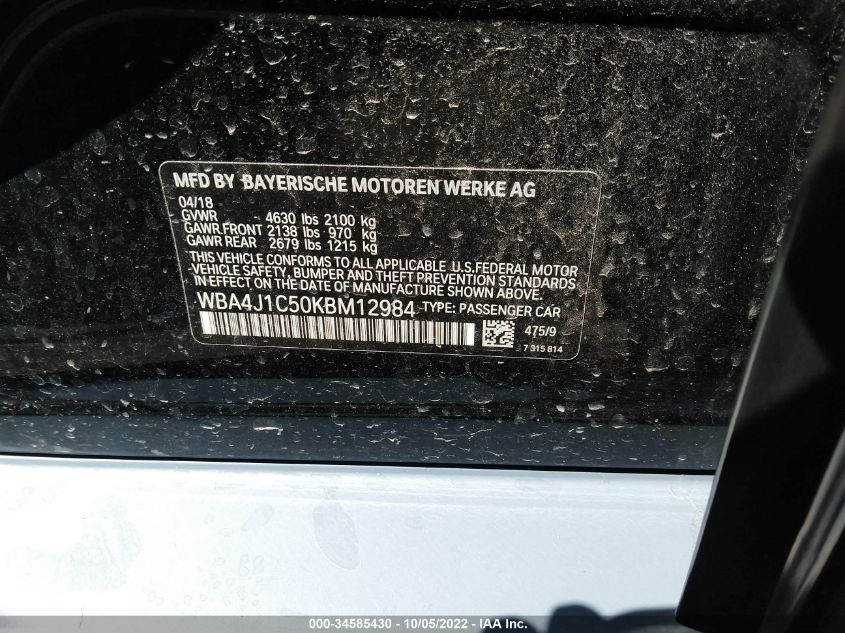 MFD BY BAYERISCHE MOTOREN WERKE AG
04/18
GVWR 4630 lbs 2100 kg
GAWR FRONT 2138 lbs 970 kg
GAWR REAR 2679 lbs 1215 kg
THIS VEHICLE CONFORMS TO ALL APPLICABLE U.S.FEDERAL MOTOR
VEHICLE SAFETY, BUMPER AND THEFT PREVENTION STANDARDS
IN EFFECT ON THE DATE OF MANUFACTURE SHOWN ABOVE.
WBA4J1C50KBM12984 TYPE: PASSENGER CAR
475/9
7 315 814
000-34585430 - 10/05/2022 - IAA Inc.